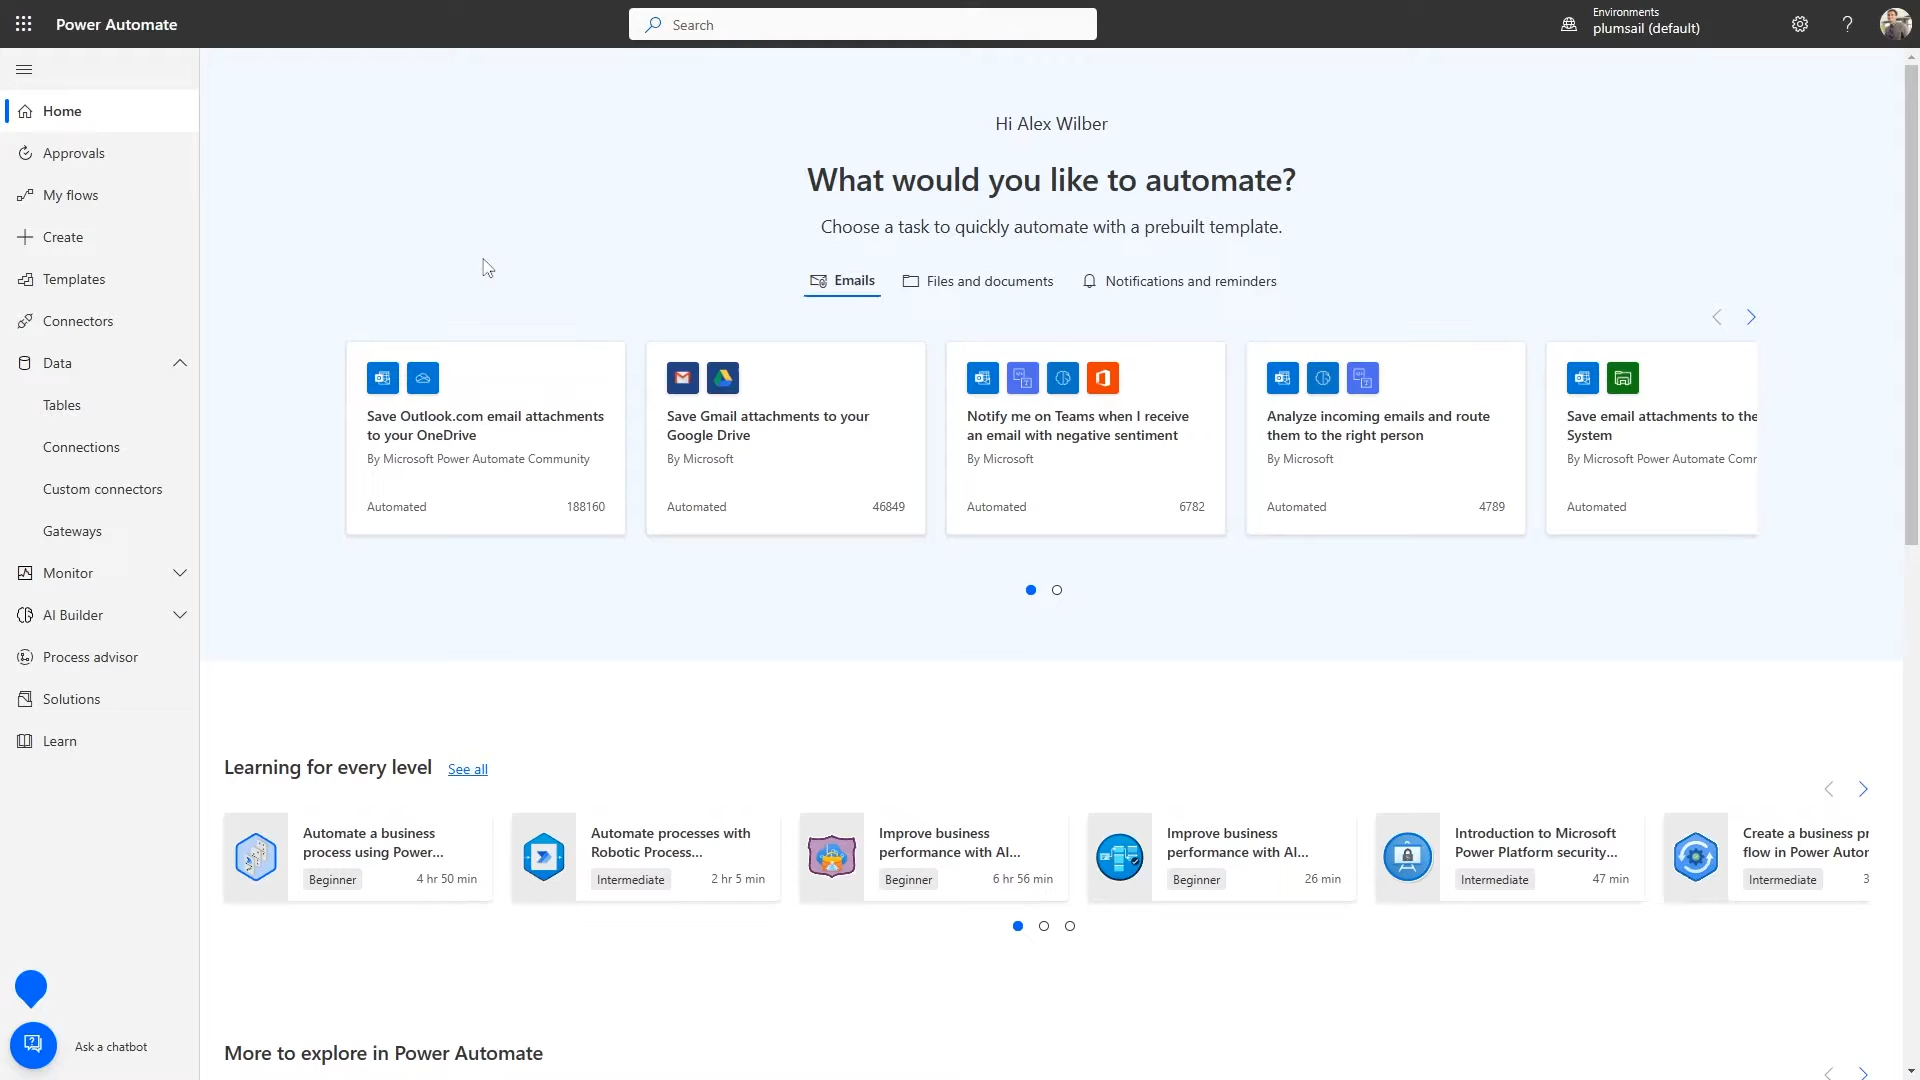 Power Automate
Search
Environments
plumsail (default)
?
Home
Approvals
My flows
Create
Templates
Connectors
Data
Tables
Connections
Custom connectors
Gateways
Monitor
AI Builder
Process advisor
Solutions
Learn
Ask a chatbot
Hi Alex Wilber
What would you like to automate?
Choose a task to quickly automate with a prebuilt template.
Emails
Files and documents
Notifications and reminders
Save Outlook.com email attachments
to your OneDrive
By Microsoft Power Automate Community
Automated
188160
Save Gmail attachments to your
Google Drive
By Microsoft
Automated
46849
Notify me on Teams when I receive
an email with negative sentiment
By Microsoft
Automated
6782
Analyze incoming emails and route
them to the right person
By Microsoft
Automated
4789
Save email attachments to the
System
By Microsoft Power Automate Comm
Automated
Learning for every level
See all
Automate a business
process using Power...
Beginner
4 hr 50 min
Automate processes with
Robotic Process...
Intermediate
2 hr 5 min
Improve business
performance with AI...
Beginner
6 hr 56 min
Improve business
performance with AI...
Beginner
26 min
Introduction to Microsoft
Power Platform security...
Intermediate
47 min
Create a business pr
flow in Power Autor
Intermediate
3
More to explore in Power Automate